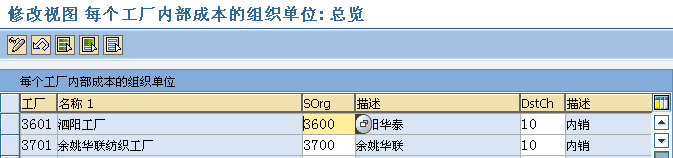 修改视图 每个工厂内部成本的组织单位: 总览
每个工厂内部成本的组织单位
工厂 名称 1 SOrg 描述 DstCh 描述
3601 泗阳工厂 3600 阳华泰 10 内销
3701 余姚华联纺织工厂 3700 余姚华联 10 内销